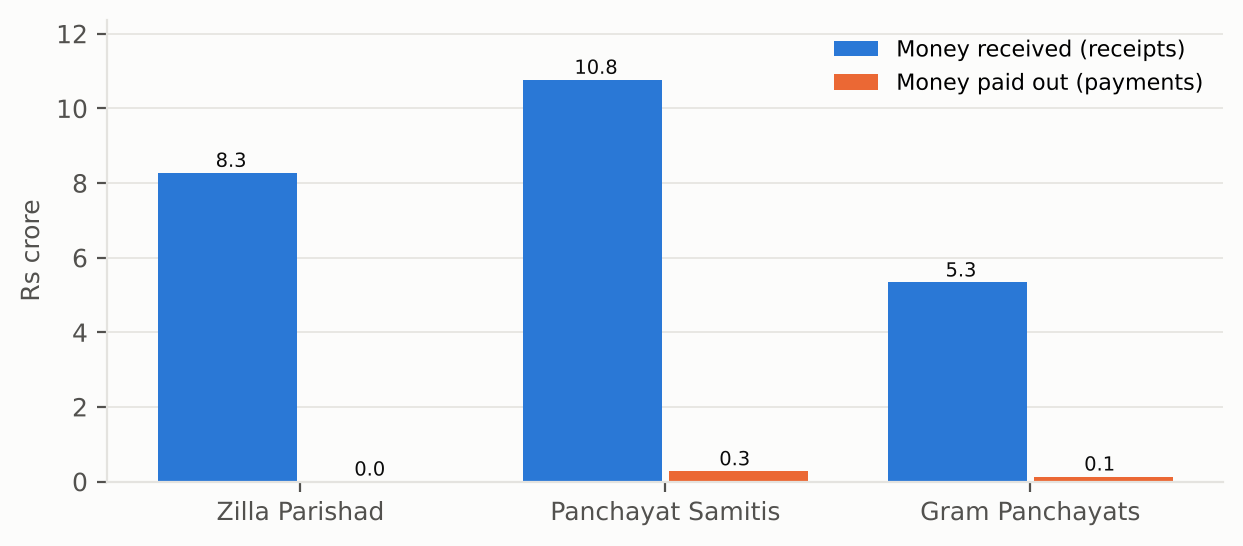 Money received (receipts)
Money paid out (payments)
Rs crore
12
10
8
6
4
2
0
8.3
0.0
10.8
0.3
5.3
0.1
Zilla Parishad
Panchayat Samitis
Gram Panchayats